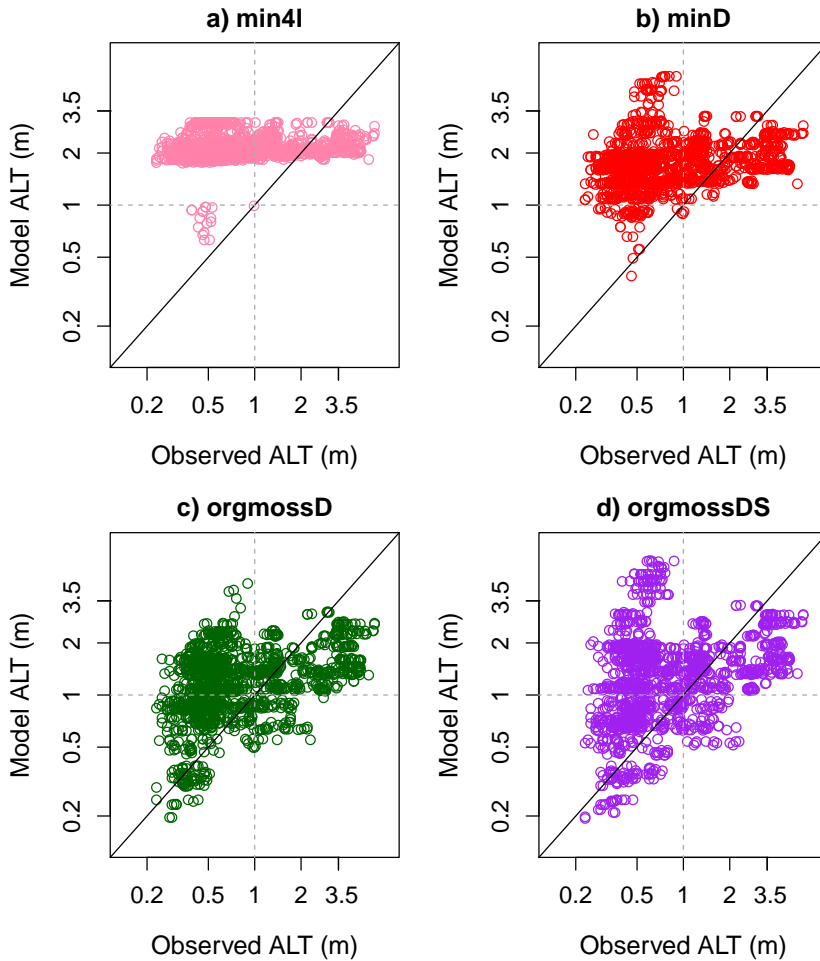 a) min4l
Model ALT (m)
3.5
2
1
0.5
0.2
0.2 0.5 1 2 3.5
Observed ALT (m)
b) minD
Model ALT (m)
3.5
2
1
0.5
0.2
0.2 0.5 1 2 3.5
Observed ALT (m)
c) orgmossD
Model ALT (m)
3.5
2
1
0.5
0.2
0.2 0.5 1 2 3.5
Observed ALT (m)
d) orgmossDS
Model ALT (m)
3.5
2
1
0.5
0.2
0.2 0.5 1 2 3.5
Observed ALT (m)